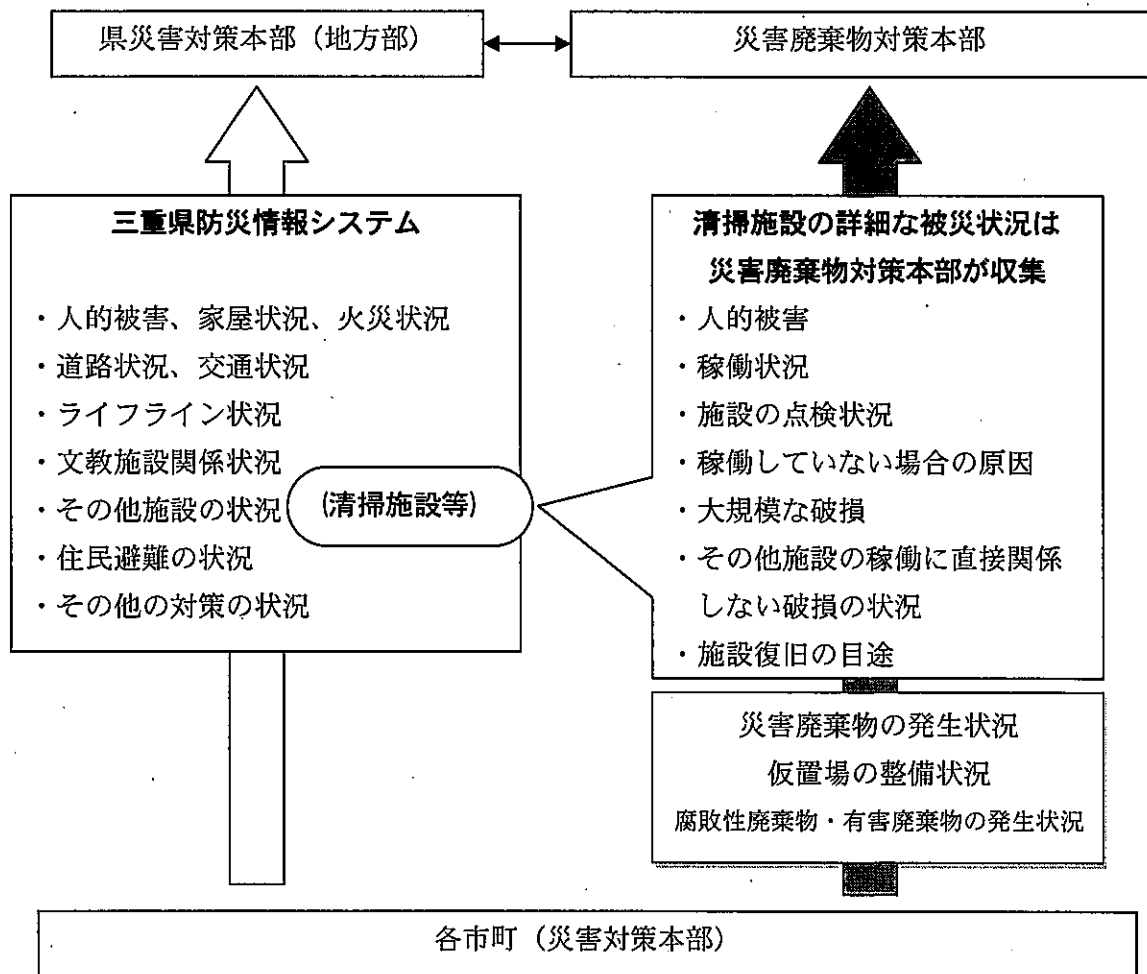 県災害対策本部（地方部）
災害廃棄物対策本部
三重県防災情報システム
・人的被害、家屋状況、火災状況
・道路状況、交通状況
・ライフライン状況
・文教施設関係状況
・その他施設の状況
(清掃施設等)
・住民避難の状況
・その他の対策の状況
清掃施設の詳細な被災状況は
災害廃棄物対策本部が収集
・人的被害
・稼働状況
・施設の点検状況
・稼働していない場合の原因
・大規模な破損
・その他施設の稼働に直接関係
しない破損の状況
・施設復旧の目途
災害廃棄物の発生状況
仮置場の整備状況
腐敗性廃棄物・有害廃棄物の発生状況
各市町（災害対策本部）